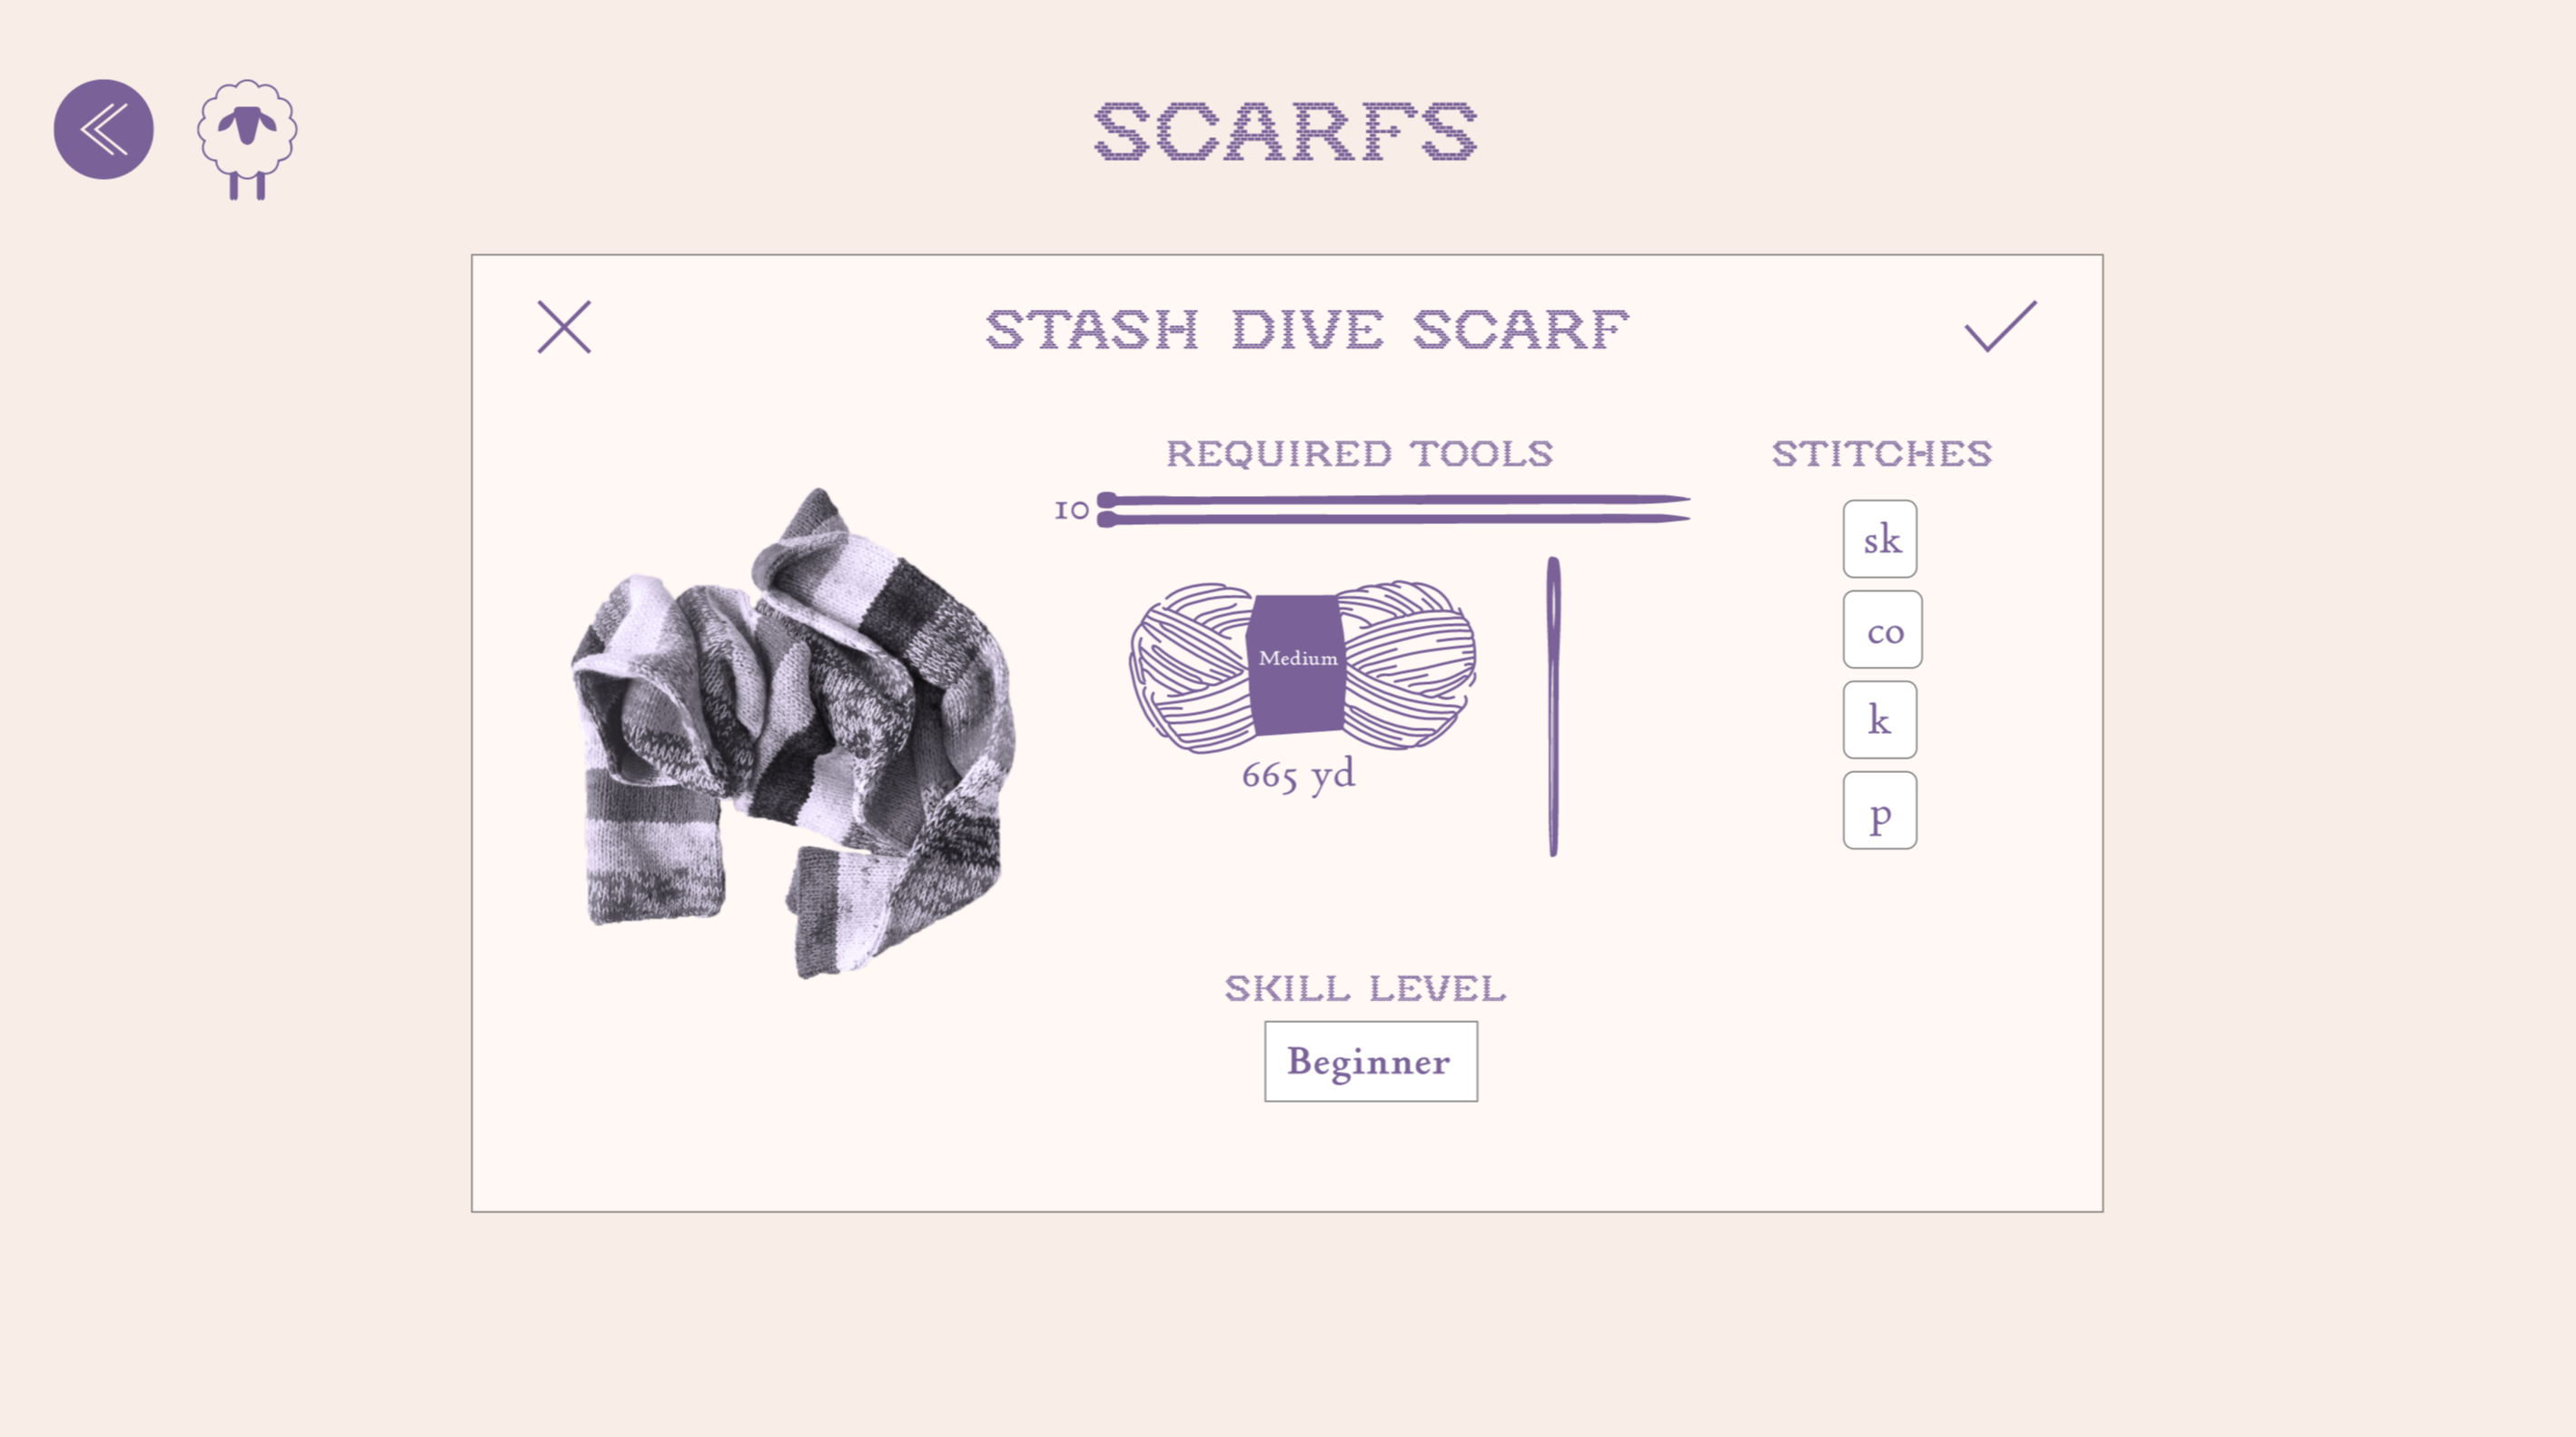 SCARFS
STASH DIVE SCARF
REQUIRED TOOLS
10
Medium
665 yd
STITCHES
sk
co
k
p
SKILL LEVEL
Beginner